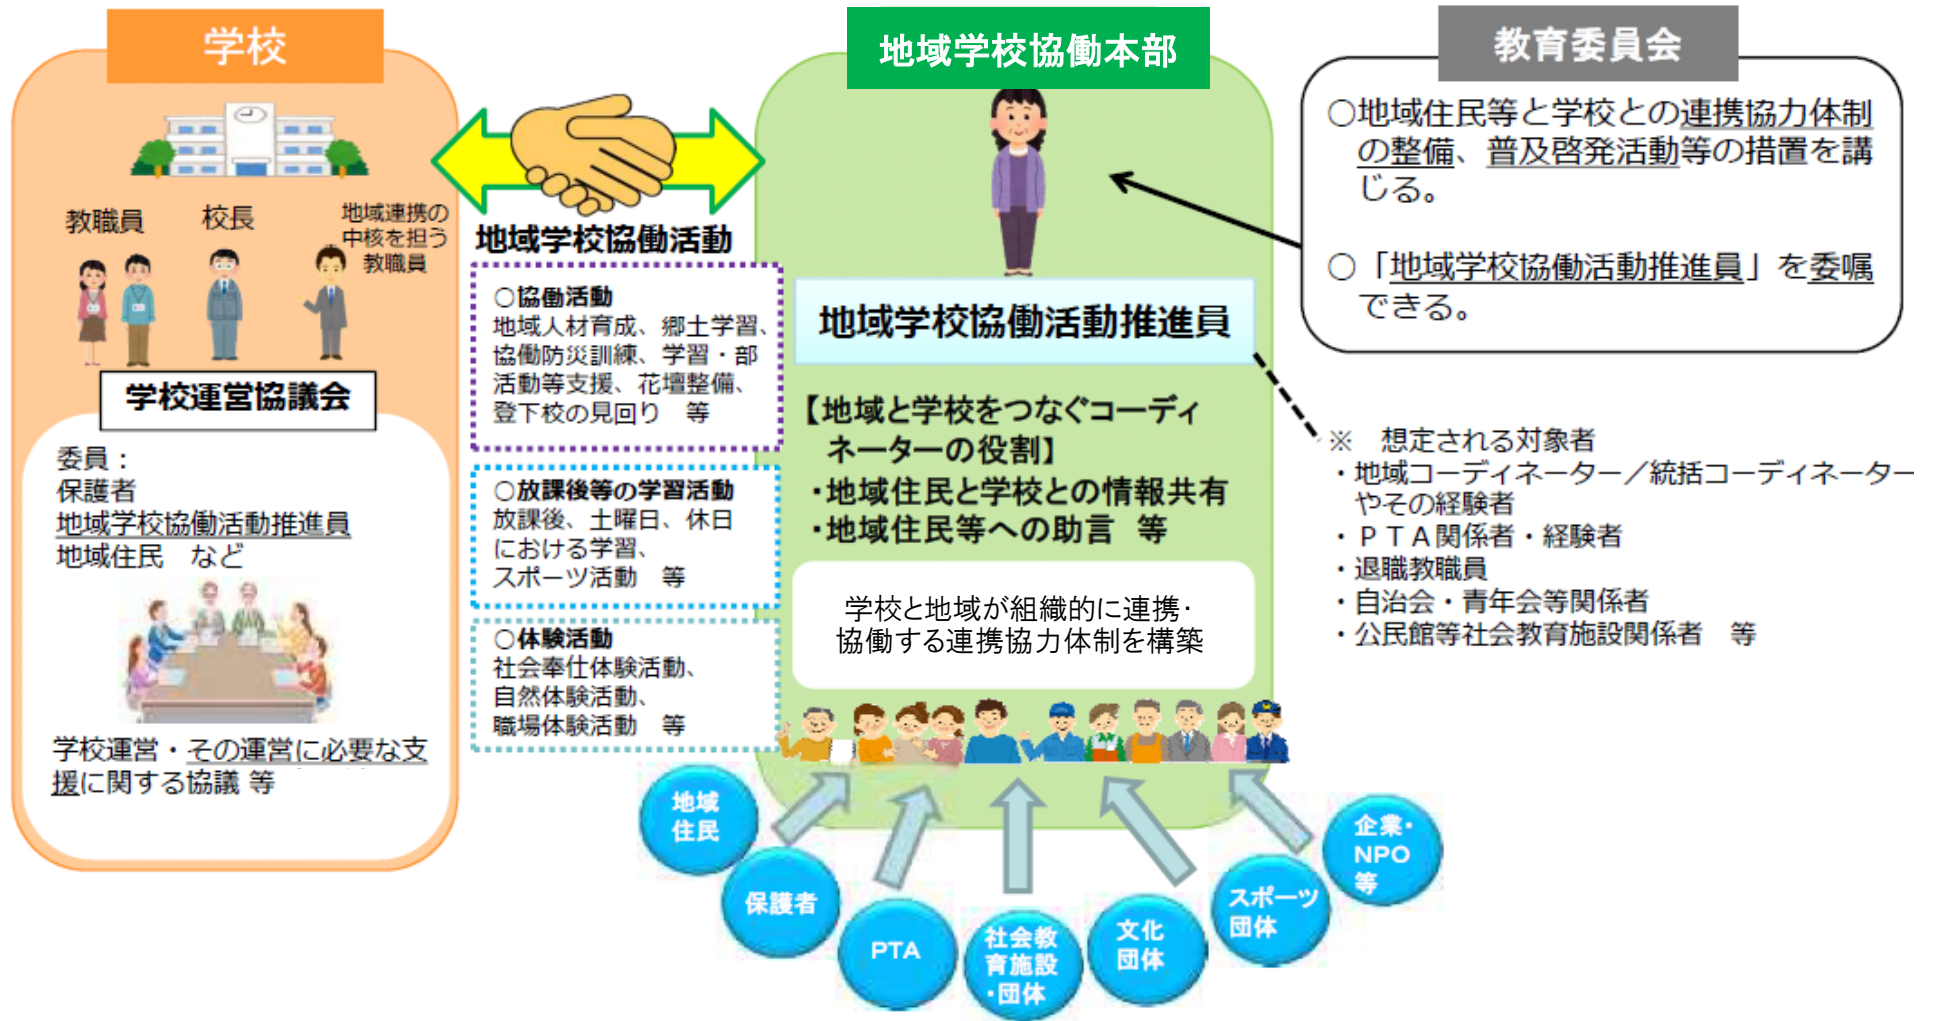 学校
教職員
校長
地域連携の
中核を担う
教職員
学校運営協議会
委員：
保護者
地域学校協働活動推進員
地域住民　など
学校運営・その運営に必要な支
援に関する協議 等
地域学校協働活動
○協働活動
地域人材育成、郷土学習、
協働防災訓練、学習・部
活動等支援、花壇整備、
登下校の見回り　等
○放課後等の学習活動
放課後、土曜日、休日
における学習、
スポーツ活動　等
○体験活動
社会奉仕体験活動、
自然体験活動、
職場体験活動　等
地域学校協働本部
地域学校協働活動推進員
【地域と学校をつなぐコーディ
ネーターの役割】
・地域住民と学校との情報共有
・地域住民等への助言　等
学校と地域が組織的に連携・
協働する連携協力体制を構築
地域
住民
保護者
PTA
社会教
育施設
・団体
文化
団体
スポーツ
団体
企業・
NPO
等
教育委員会
○地域住民等と学校との連携協力体制
の整備、普及啓発活動等の措置を講
じる。
○「地域学校協働活動推進員」を委嘱
できる。
※　想定される対象者
・地域コーディネーター／統括コーディネーター
やその経験者
・ＰＴＡ関係者・経験者
・退職教職員
・自治会・青年会等関係者
・公民館等社会教育施設関係者　等